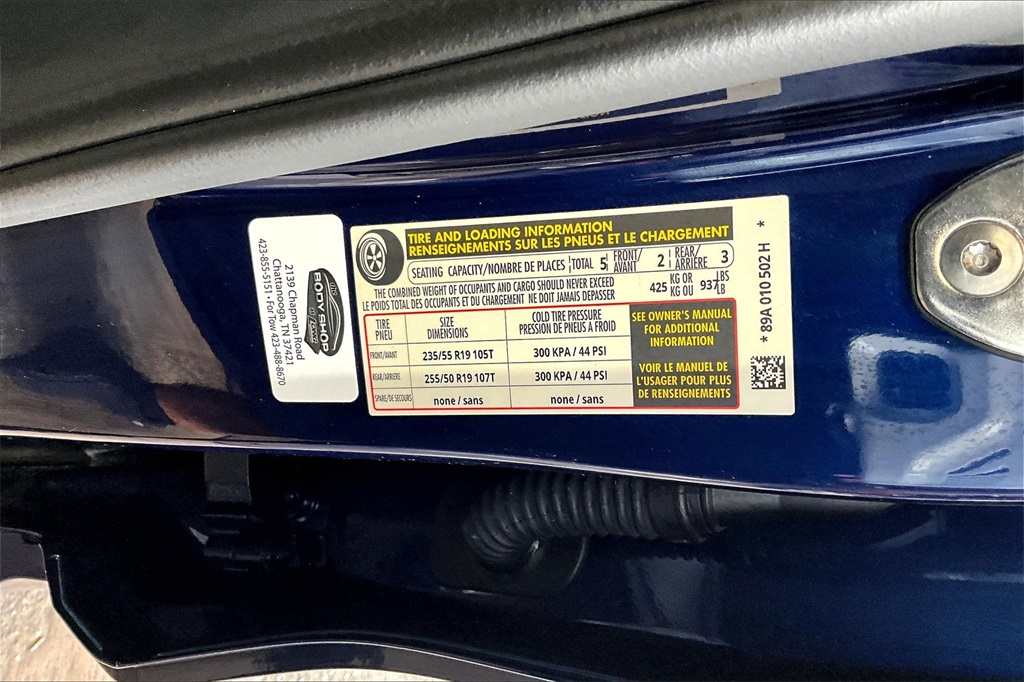 TIRE AND LOADING INFORMATION
RENSEIGNEMENTS SUR LES PNEUS ET LE CHARGEMENT
SEATING CAPACITY/NOMBRE DE PLACES TOTAL 5 FRONT/AVANT 2 REAR/ARRIÈRE 3
THE COMBINED WEIGHT OF OCCUPANTS AND CARGO SHOULD NEVER EXCEED 425 KG OR 937 LBS
LE POIDS TOTAL DES OCCUPANTS ET DU CHARGEMENT NE DOIT JAMAIS DEPASSER KG OU LB
TIRE SIZE COLD TIRE PRESSURE
PNEU DIMENSIONS PRESSION DE PNEUS A FROID
FRONT/AVANT 235/55 R19 105T 300 KPA / 44 PSI
REAR/ARRIERE 255/50 R19 107T 300 KPA / 44 PSI
SPARE/DE SECOURS none / sans none / sans
SEE OWNER'S MANUAL
FOR ADDITIONAL
INFORMATION
VOIR LE MANUEL DE
L'USAGER POUR PLUS
DE RENSEIGNEMENTS
* 89A 010 502 H *
BODY SHOP
2139 Chapman Road
Chattanooga, TN 37421
423-855-5151 • For Tow 423-488-8670